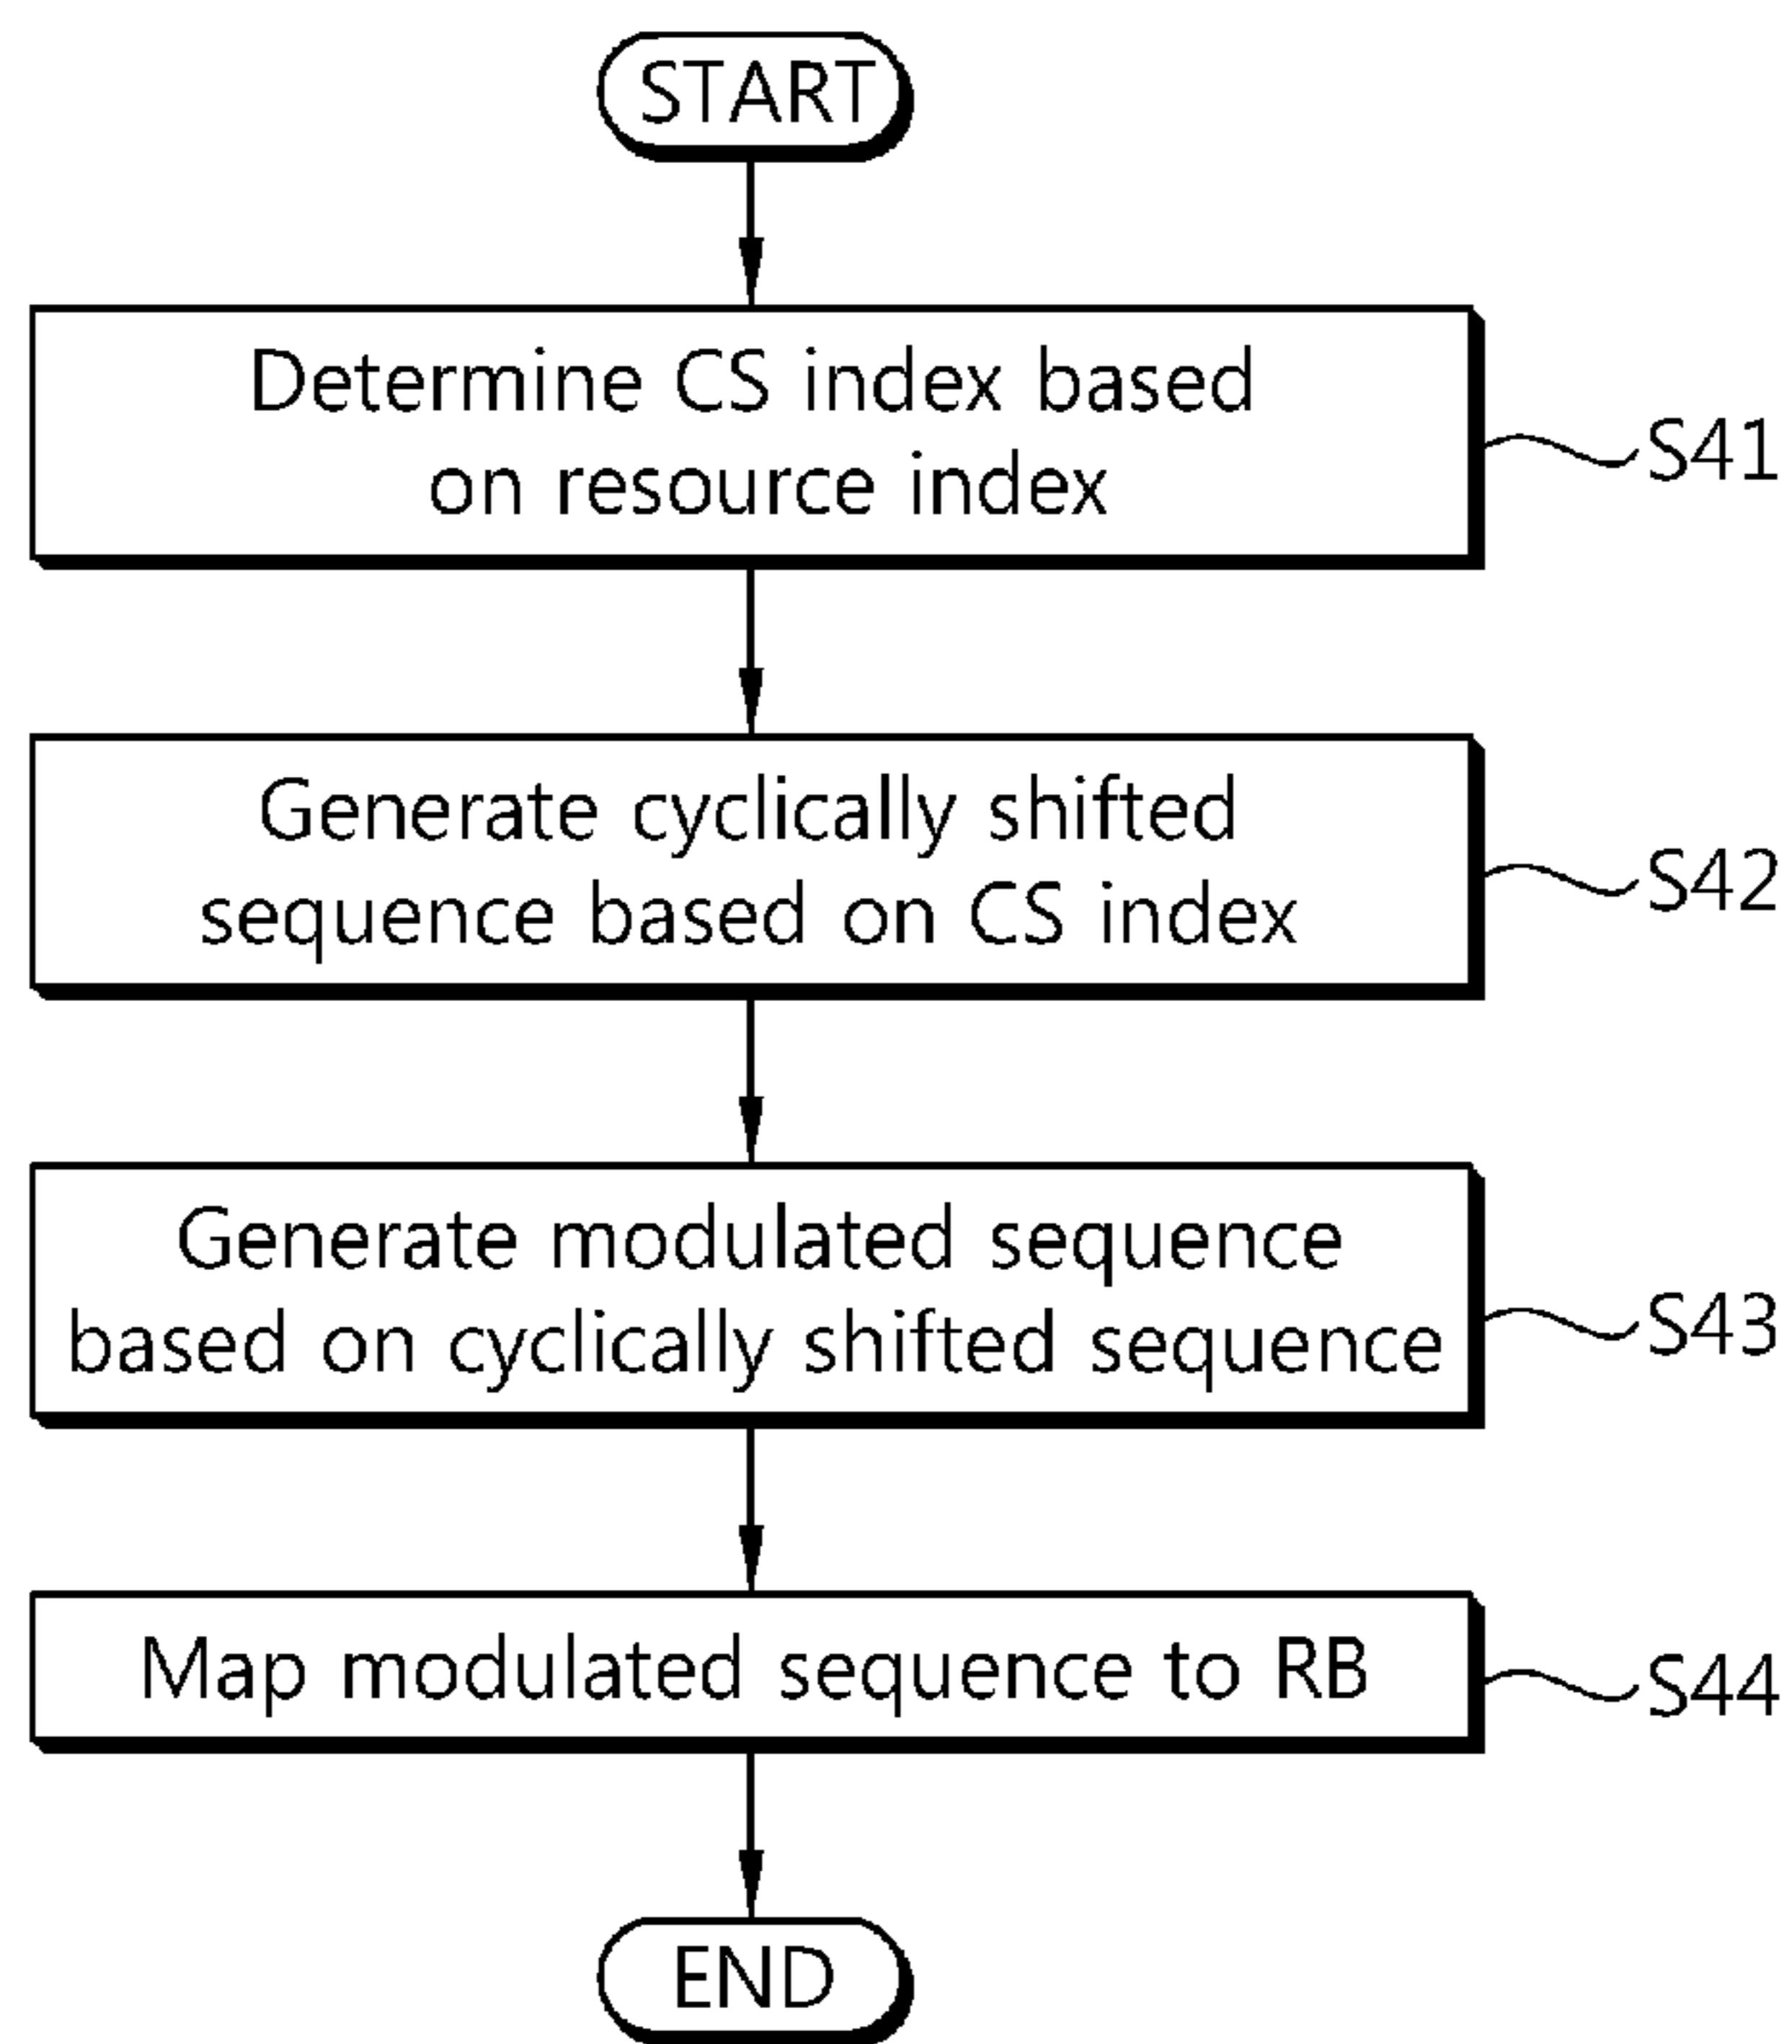 START
Determine CS index based
on resource index
S41
Generate cyclically shifted
sequence based on CS index
S42
Generate modulated sequence
based on cyclically shifted sequence
S43
Map modulated sequence to RB
S44
END